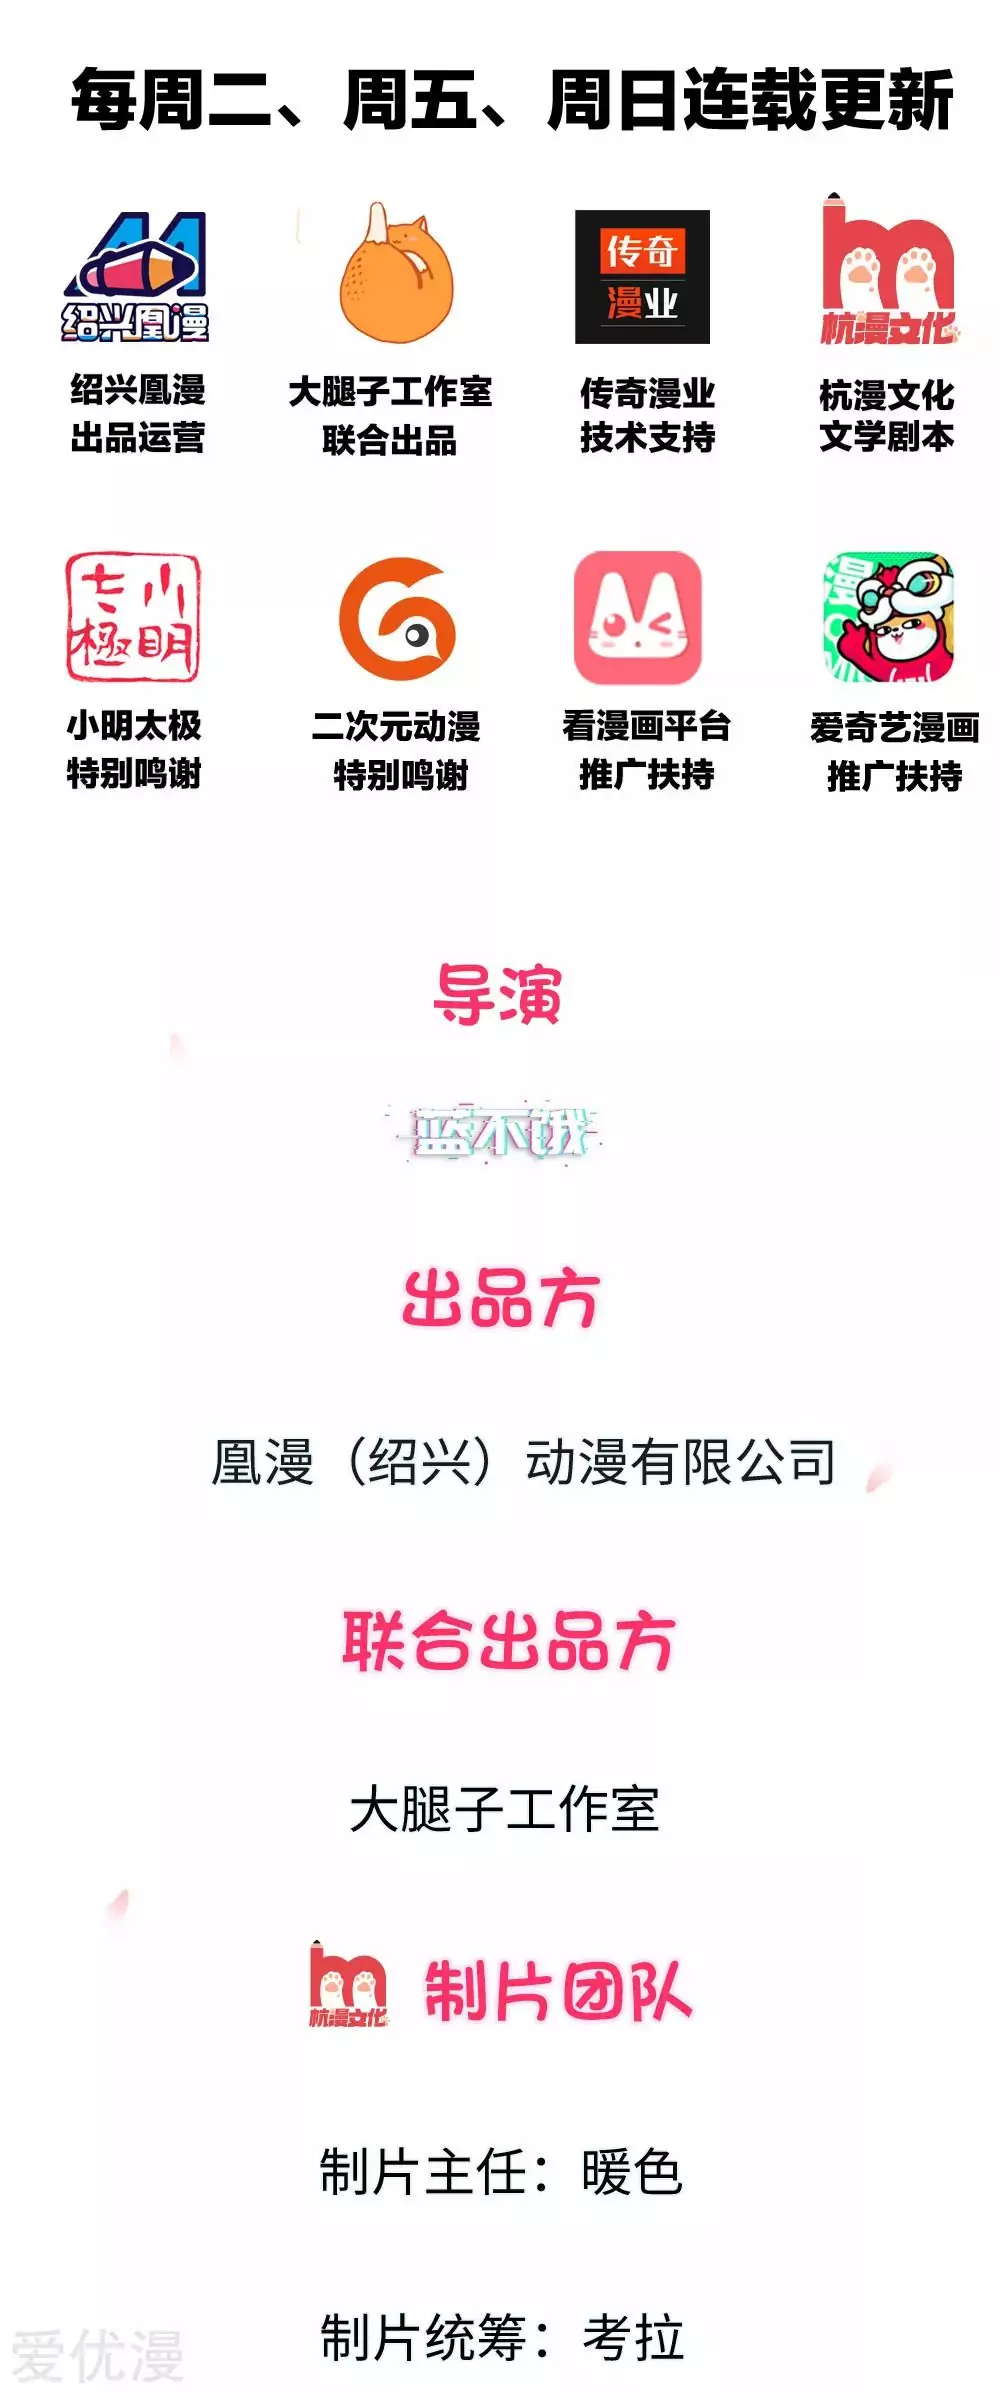 每周二、周五、周日连载更新
绍兴凰漫
传奇
漫业
杭漫文化
绍兴凰漫
出品运营
大腿子工作室
联合出品
传奇漫业
技术支持
杭漫文化
文学剧本
小明
太極
漫
小明太极
特别鸣谢
二次元动漫
特别鸣谢
看漫画平台
推广扶持
爱奇艺漫画
推广扶持
导演
蓝不饿
出品方
凰漫（绍兴）动漫有限公司
联合出品方
大腿子工作室
杭漫文化
制片团队
制片主任：暖色
制片统筹：考拉
爱优漫